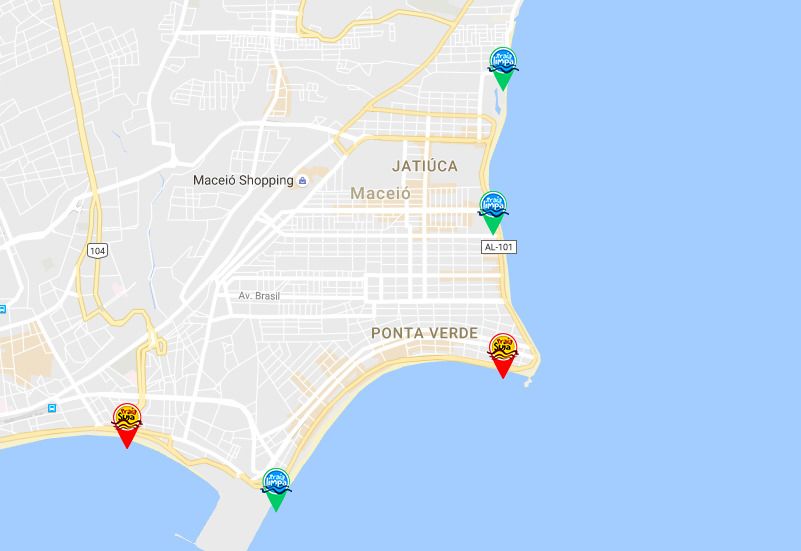 Praia
limpa
JATIÚCA
Maceió Shopping
Maceió
Praia
limpa
AL-101
104
Av. Brasil
PONTA VERDE
Praia
Suja
Praia
Suja
Praia
limpa